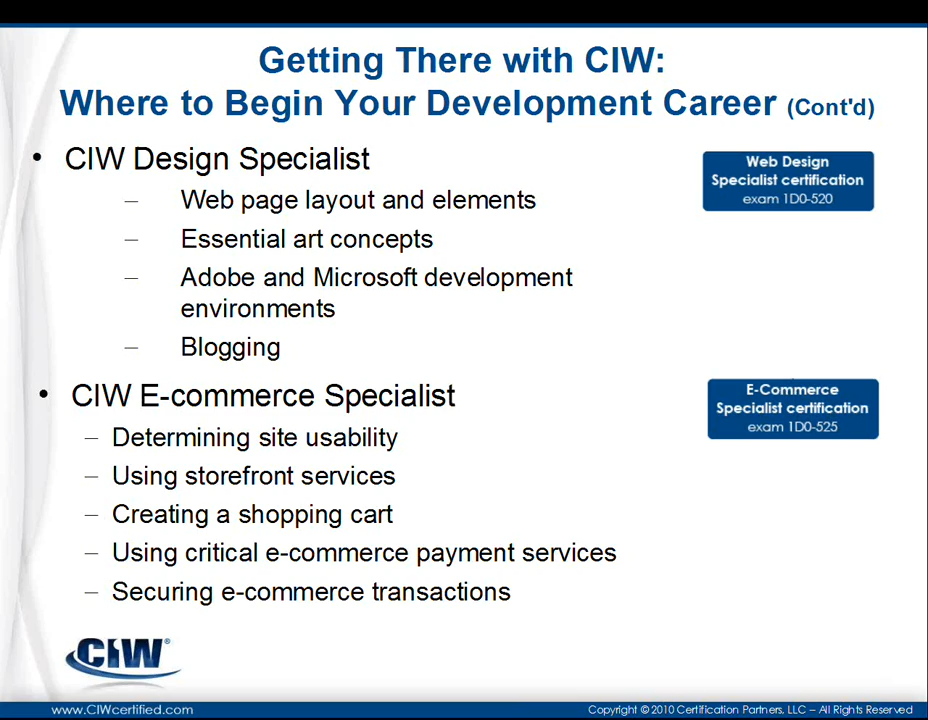 Getting There with CIW:
Where to Begin Your Development Career (Cont'd)
• CIW Design Specialist
Web Design
Specialist certification
exam 1D0-520
– Web page layout and elements
– Essential art concepts
– Adobe and Microsoft development
environments
– Blogging
• CIW E-commerce Specialist
E-Commerce
Specialist certification
exam 1D0-525
– Determining site usability
– Using storefront services
– Creating a shopping cart
– Using critical e-commerce payment services
– Securing e-commerce transactions
CIW®
www.CIWcertified.com
Copyright © 2010 Certification Partners, LLC – All Rights Reserved